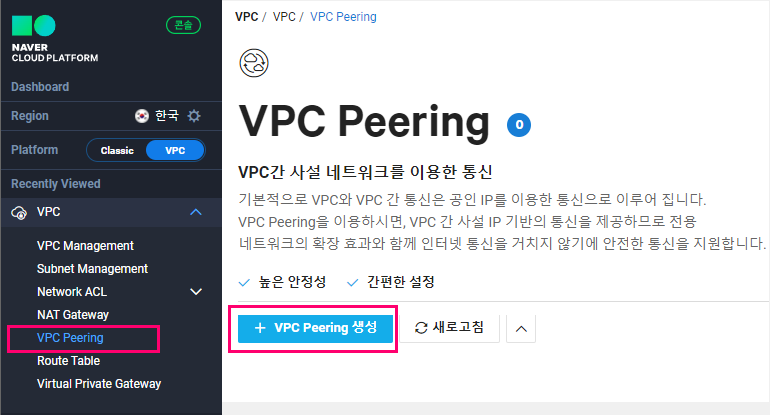 NAVER
CLOUD PLATFORM
콘솔
Dashboard
Region 한국
Platform Classic VPC
Recently Viewed
VPC
VPC Management
Subnet Management
Network ACL
NAT Gateway
VPC Peering
Route Table
Virtual Private Gateway
VPC / VPC / VPC Peering
VPC Peering 0
VPC간 사설 네트워크를 이용한 통신
기본적으로 VPC와 VPC 간 통신은 공인 IP를 이용한 통신으로 이루어 집니다.
VPC Peering을 이용하시면, VPC 간 사설 IP 기반의 통신을 제공하므로 전용
네트워크의 확장 효과와 함께 인터넷 통신을 거치지 않기에 안전한 통신을 지원합니다.
높은 안정성 간편한 설정
+ VPC Peering 생성 새로고침